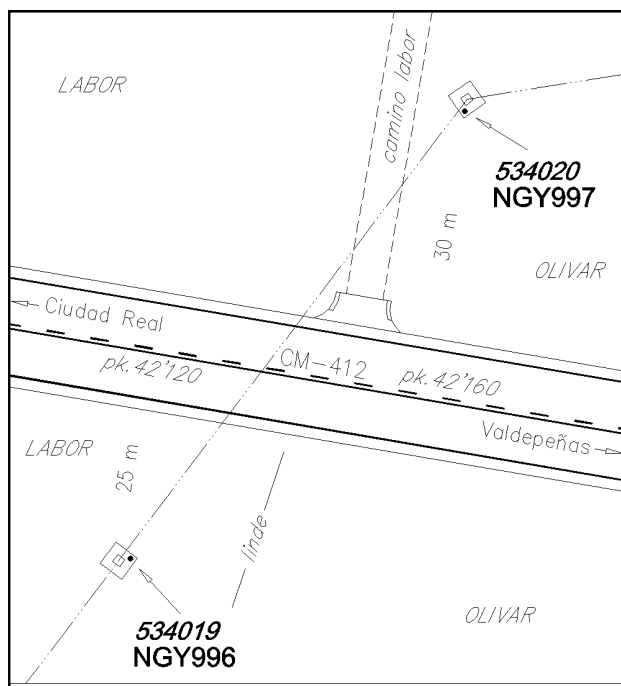 LABOR
camino labor
534020
NGY997
30 m
OLIVAR
Ciudad Real
CM-412
pk.42'120
pk.42'160
Valdepeñas
LABOR
25 m
linde
534019
NGY996
OLIVAR